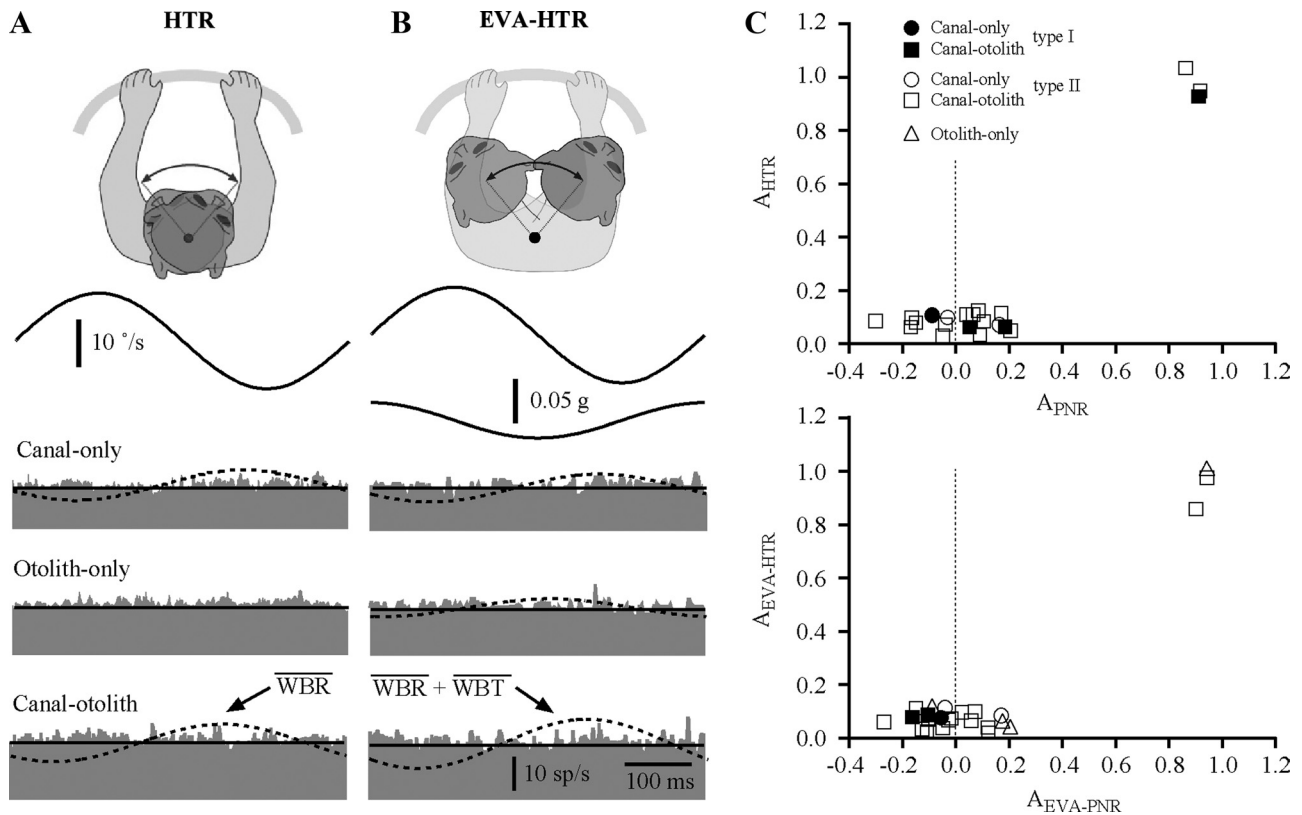 A
HTR
B
EVA-HTR
C
10 °/s
0.05 g
Canal-only
Otolith-only
Canal-otolith
WBR
WBR + WBT
10 sp/s
100 ms
Canal-only
Canal-otolith
type I
Canal-only
Canal-otolith
type II
Otolith-only
A_HTR
1.2
1.0
0.8
0.6
0.4
0.2
0.0
-0.4 -0.2 0.0 0.2 0.4 0.6 0.8 1.0 1.2
A_PNR
A_EVA-HTR
1.2
1.0
0.8
0.6
0.4
0.2
0.0
-0.4 -0.2 0.0 0.2 0.4 0.6 0.8 1.0 1.2
A_EVA-PNR